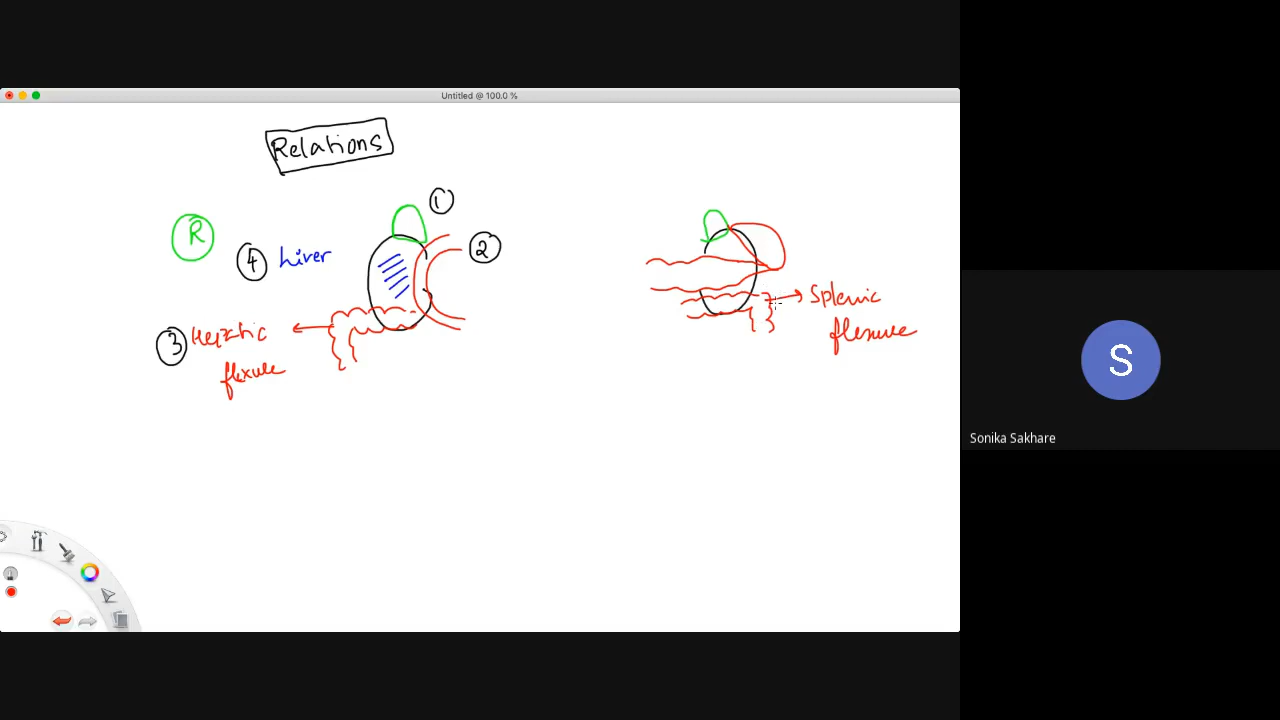 Untitled @ 100.0 %
Relations
R
1
2
4 Liver
3 Hepatic
flexure
Splenic
flexure
S
Sonika Sakhare